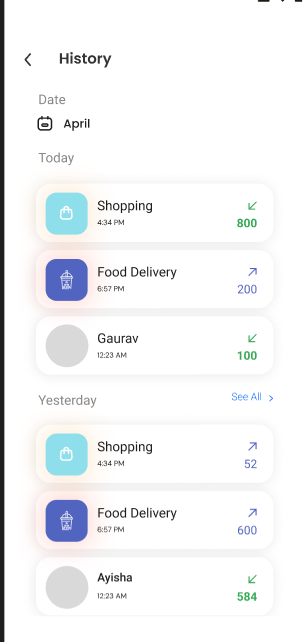 History
Date
April
Today
Shopping
4:34 PM
800
Food Delivery
6:57 PM
200
Gaurav
12:23 AM
100
Yesterday
See All
Shopping
4:34 PM
52
Food Delivery
6:57 PM
600
Ayisha
12:23 AM
584